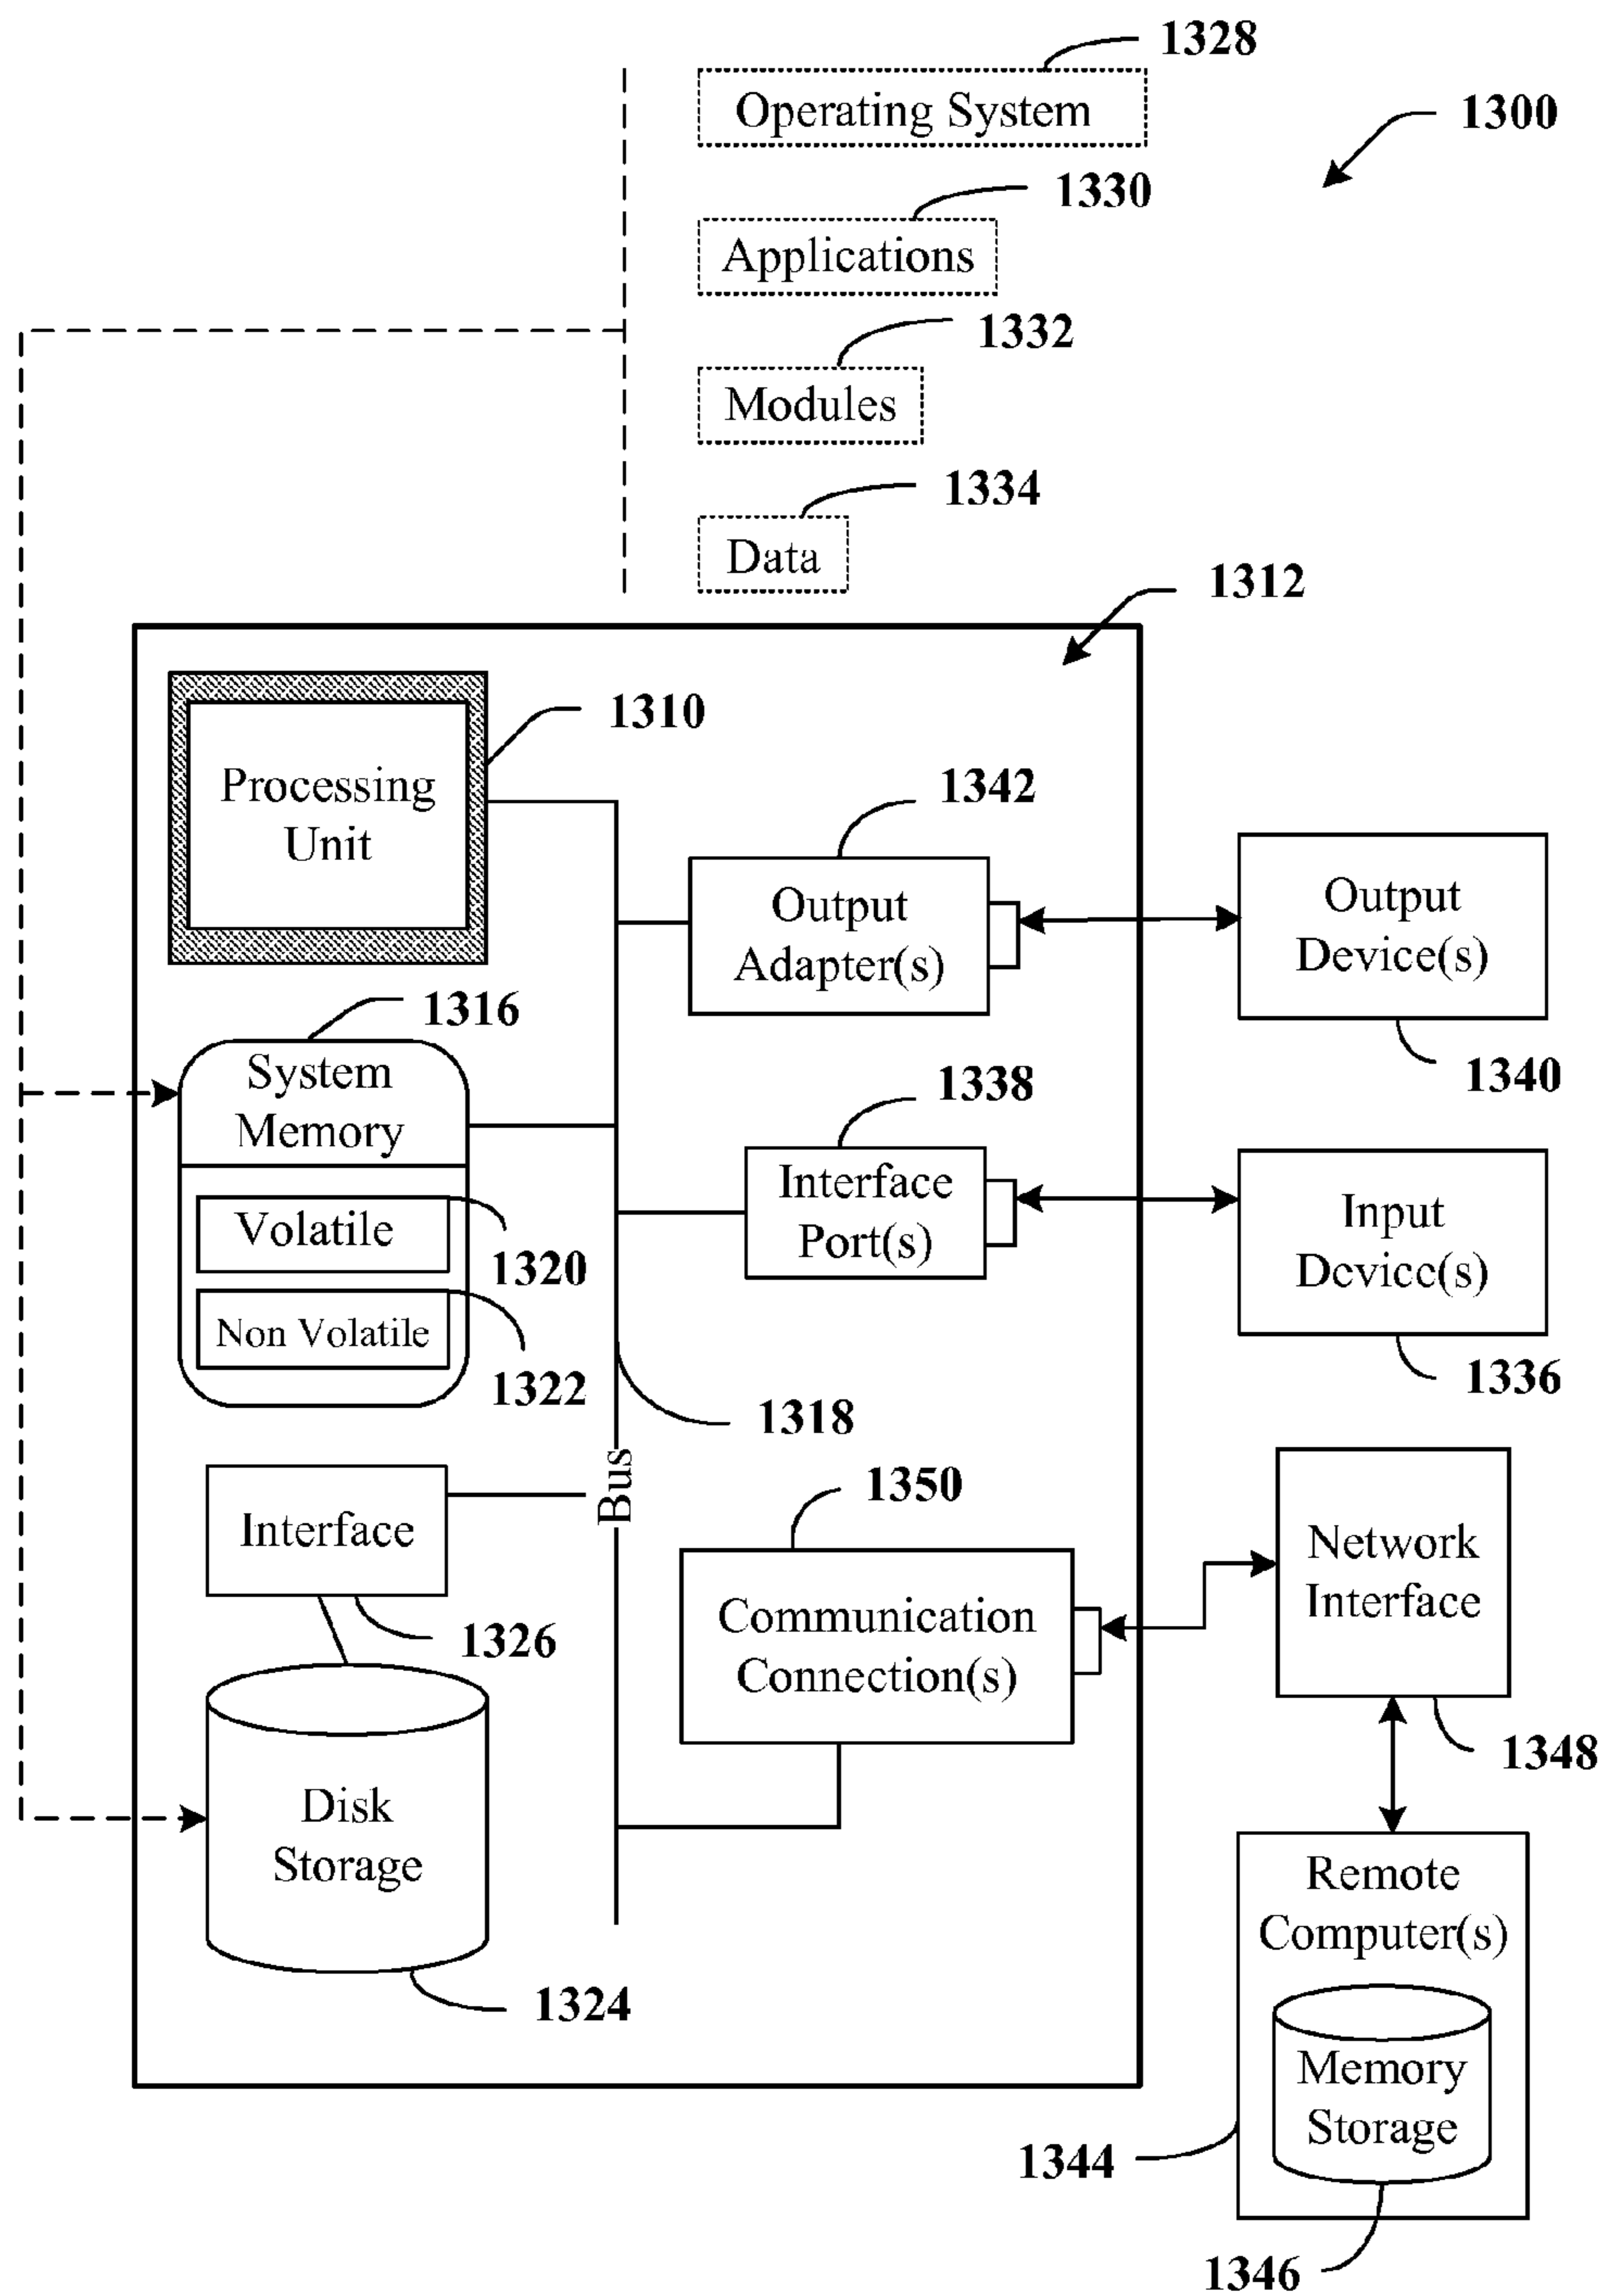 1328
Operating System
1300
1330
Applications
1332
Modules
1334
Data
1312
1310
Processing
Unit
1342
Output
Adapter(s)
Output
Device(s)
1340
1316
System
Memory
1338
Interface
Port(s)
Input
Device(s)
1336
Volatile
1320
Non Volatile
1322
1318
Bus
Interface
1326
1350
Communication
Connection(s)
Network
Interface
1348
Disk
Storage
1324
Remote
Computer(s)
Memory
Storage
1344
1346